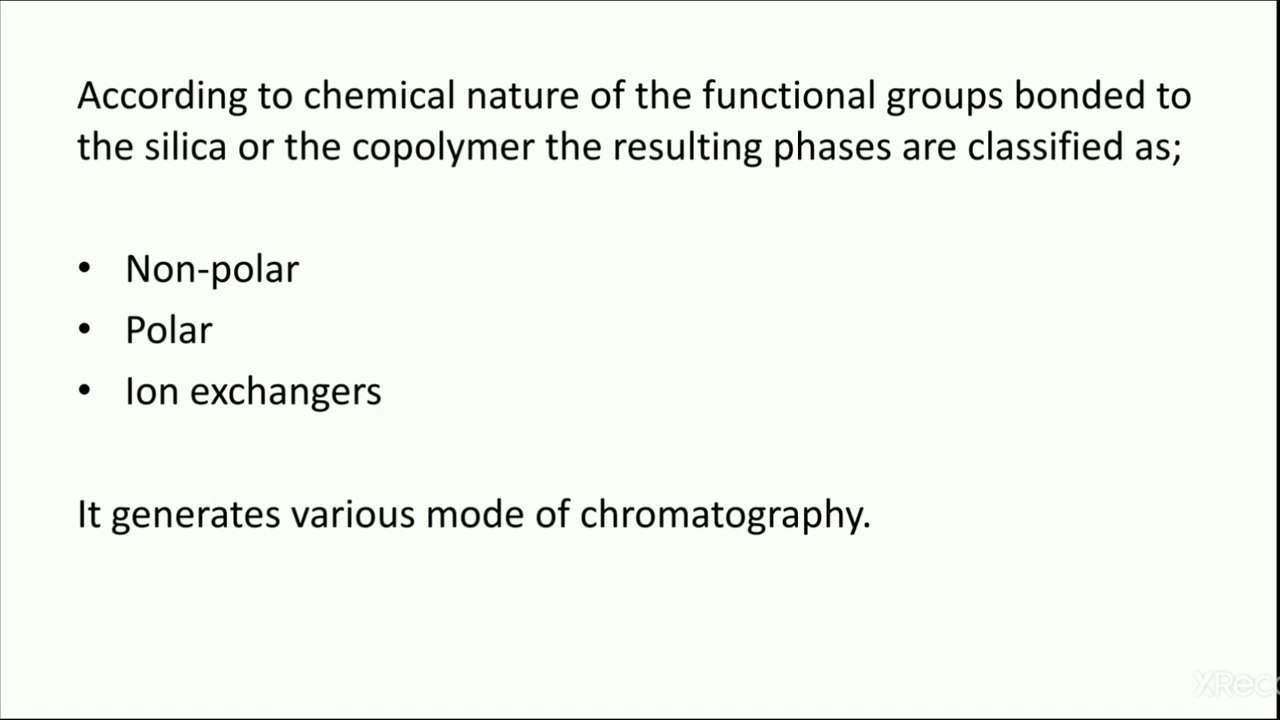 According to chemical nature of the functional groups bonded to
the silica or the copolymer the resulting phases are classified as;
• Non-polar
• Polar
• Ion exchangers
It generates various mode of chromatography.